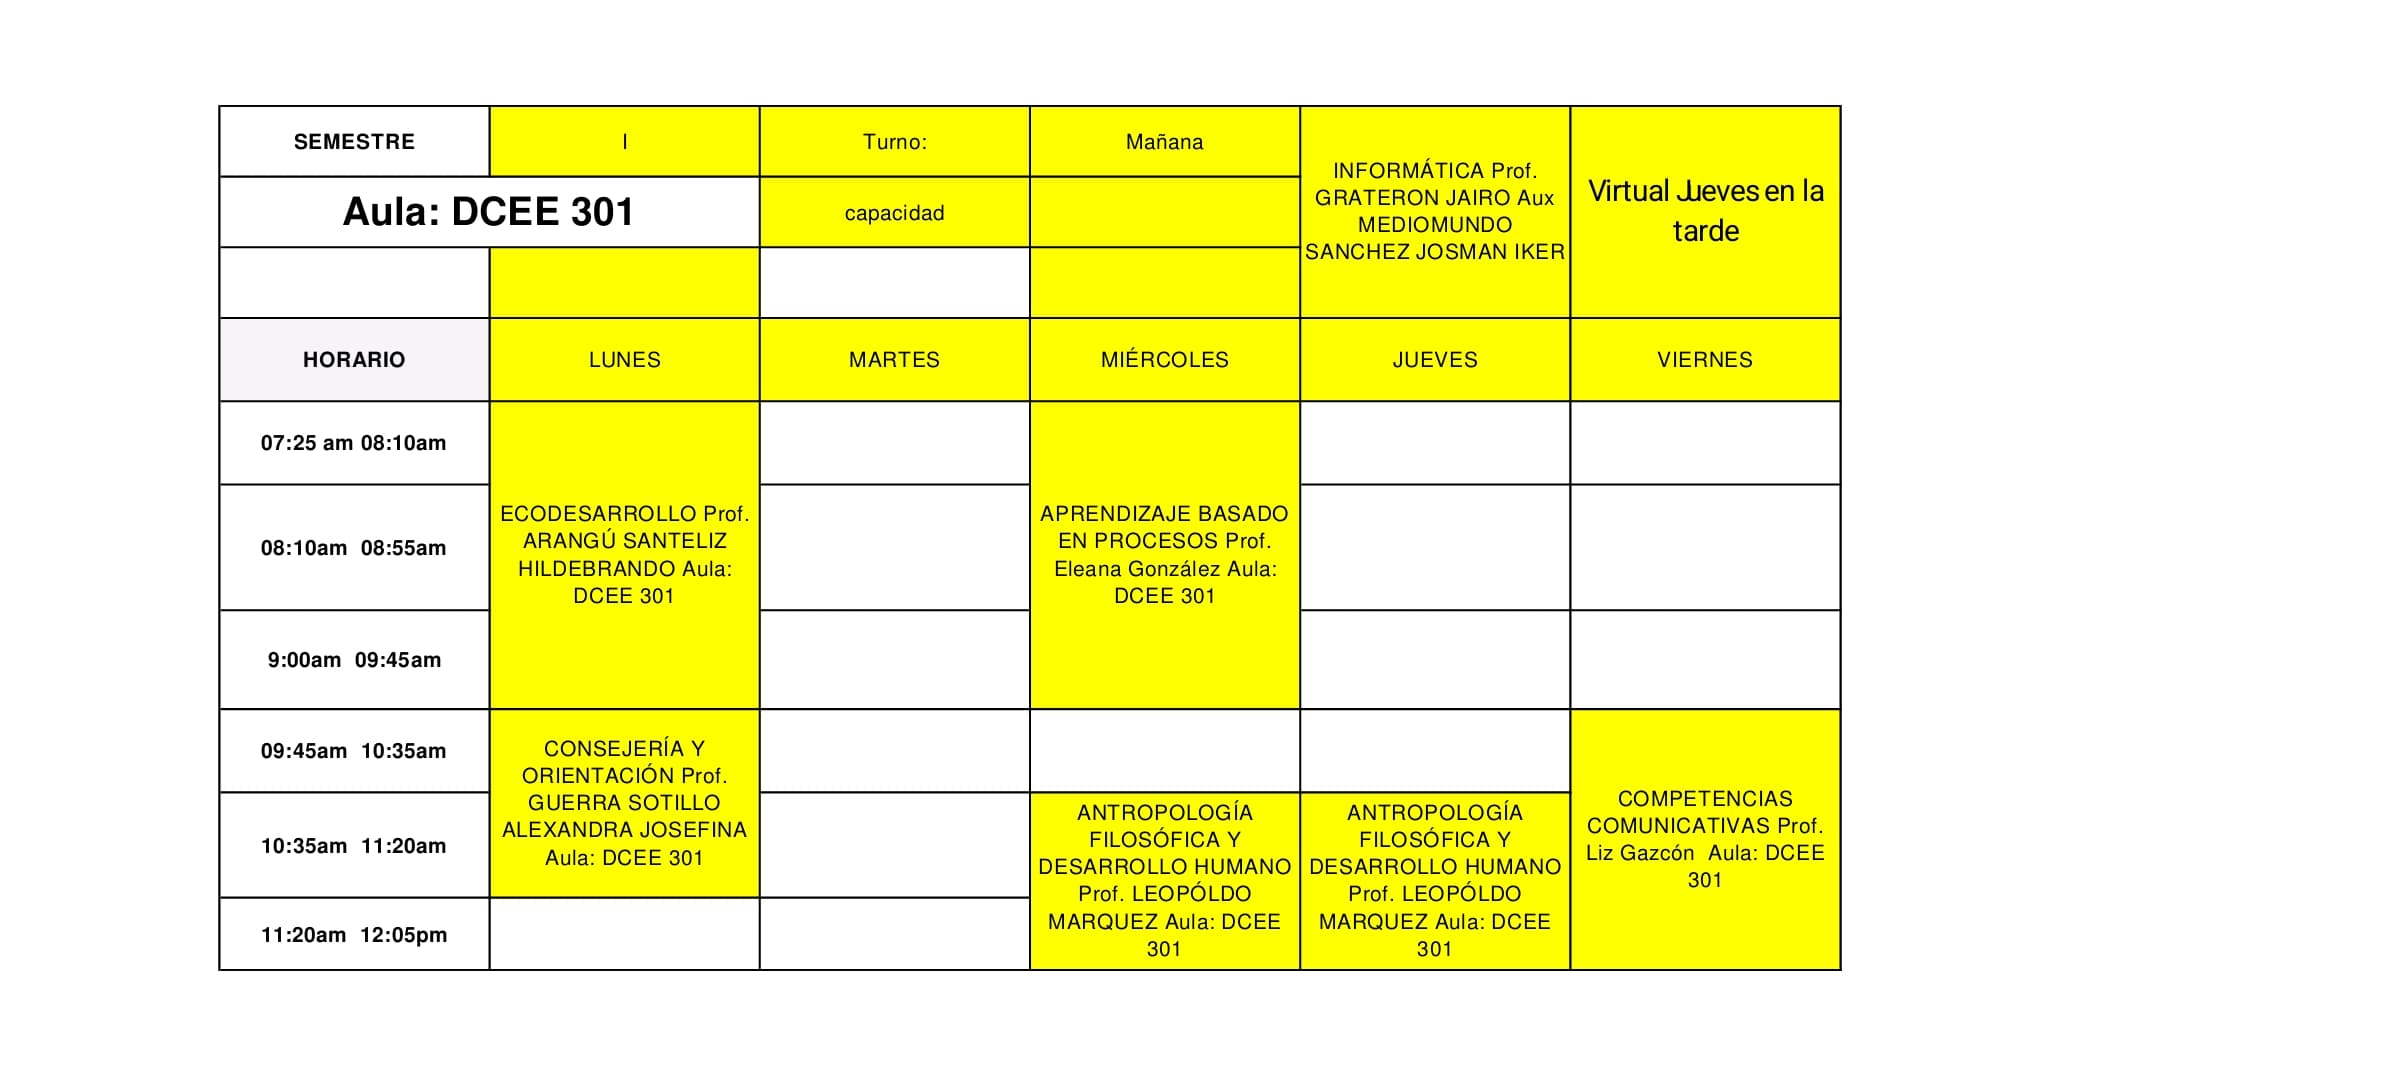 SEMESTRE
I
Turno:
Mañana
INFORMÁTICA Prof.
GRATERON JAIRO Aux
MEDIOMUNDO
SANCHEZ JOSMAN IKER
Virtual Jueves en la
tarde
Aula: DCEE 301
capacidad
HORARIO
LUNES
MARTES
MIÉRCOLES
JUEVES
VIERNES
07:25 am 08:10am
08:10am 08:55am
9:00am 09:45am
ECODESARROLLO Prof.
ARANGÚ SANTELIZ
HILDEBRANDO Aula:
DCEE 301
APRENDIZAJE BASADO
EN PROCESOS Prof.
Eleana González Aula:
DCEE 301
09:45am 10:35am
10:35am 11:20am
11:20am 12:05pm
CONSEJERÍA Y
ORIENTACIÓN Prof.
GUERRA SOTILLO
ALEXANDRA JOSEFINA
Aula: DCEE 301
ANTROPOLOGÍA
FILOSÓFICA Y
DESARROLLO HUMANO
Prof. LEOPÓLDO
MARQUEZ Aula: DCEE
301
ANTROPOLOGÍA
FILOSÓFICA Y
DESARROLLO HUMANO
Prof. LEOPÓLDO
MARQUEZ Aula: DCEE
301
COMPETENCIAS
COMUNICATIVAS Prof.
Liz Gazcón Aula: DCEE
301